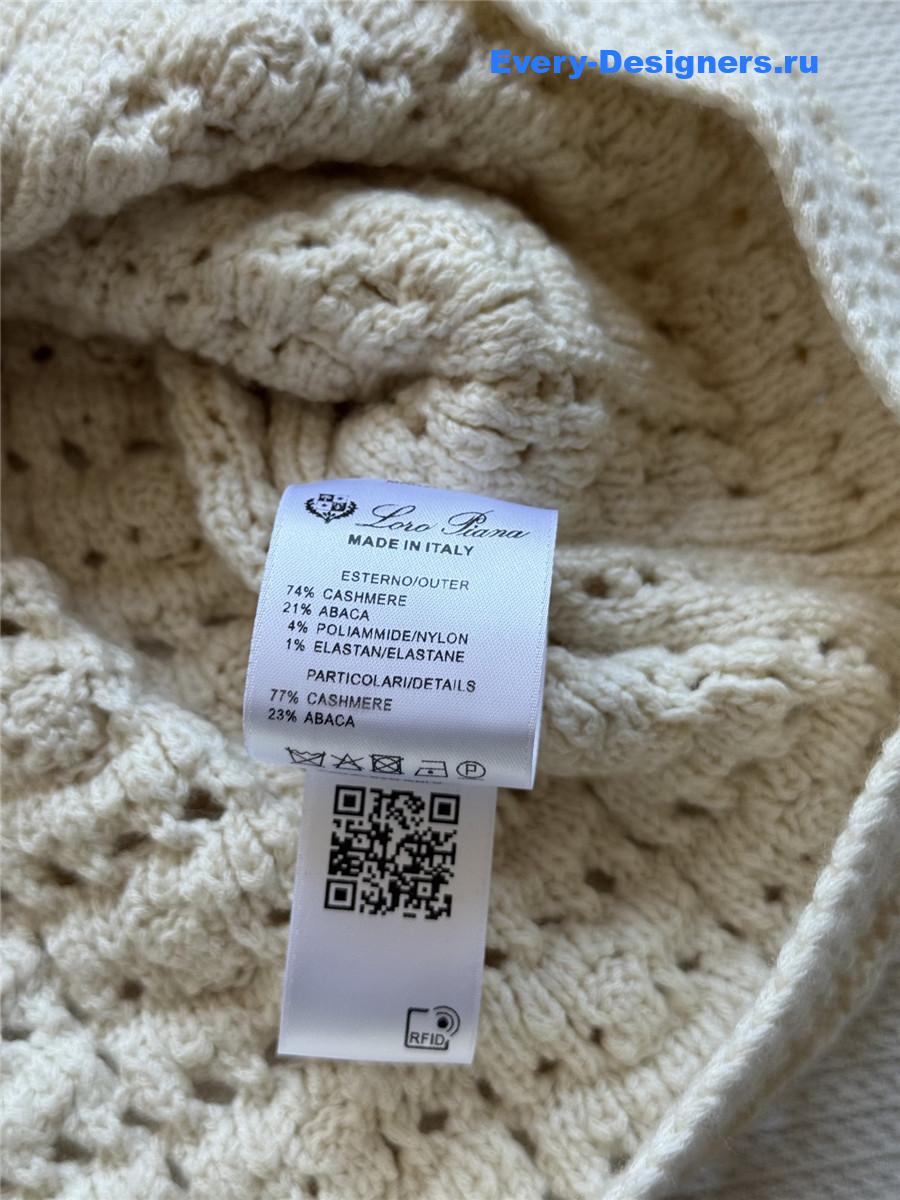 Every-Designers.ru
Loro Piana
MADE IN ITALY
ESTERNO/OUTER
74% CASHMERE
21% ABACA
4% POLIAMMIDE/NYLON
1% ELASTAN/ELASTANE
PARTICOLARI/DETAILS
77% CASHMERE
23% ABACA
P
RFID